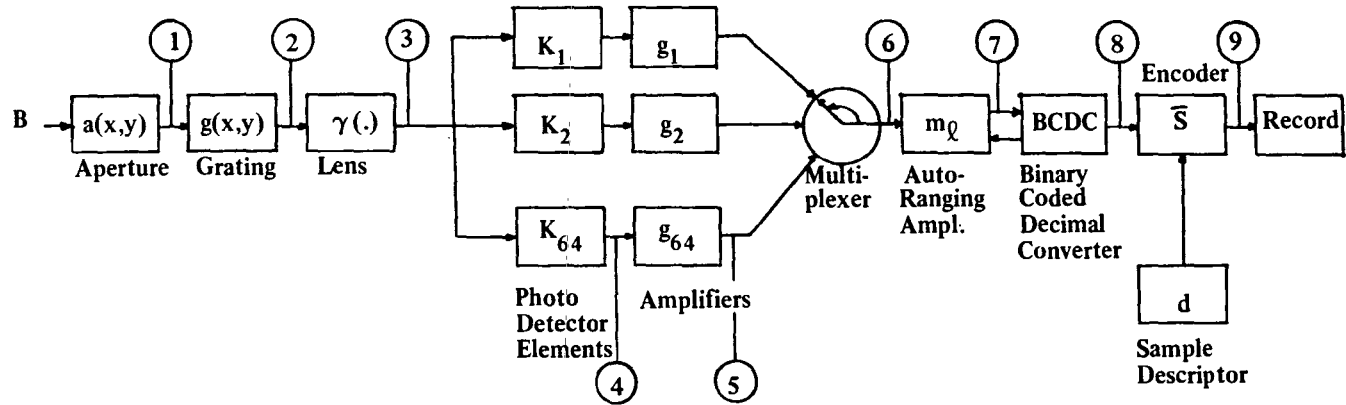 1
2
3
6
7
8
9
Encoder
B
a(x,y)
g(x,y)
γ(.)
K1
g1
K2
g2
K64
g64
mℓ
BCDC
S̅
Record
Aperture
Grating
Lens
Multi-
plexer
Auto-
Ranging
Ampl.
Binary
Coded
Decimal
Converter
Photo
Detector
Elements
Amplifiers
d
Sample
Descriptor
4
5